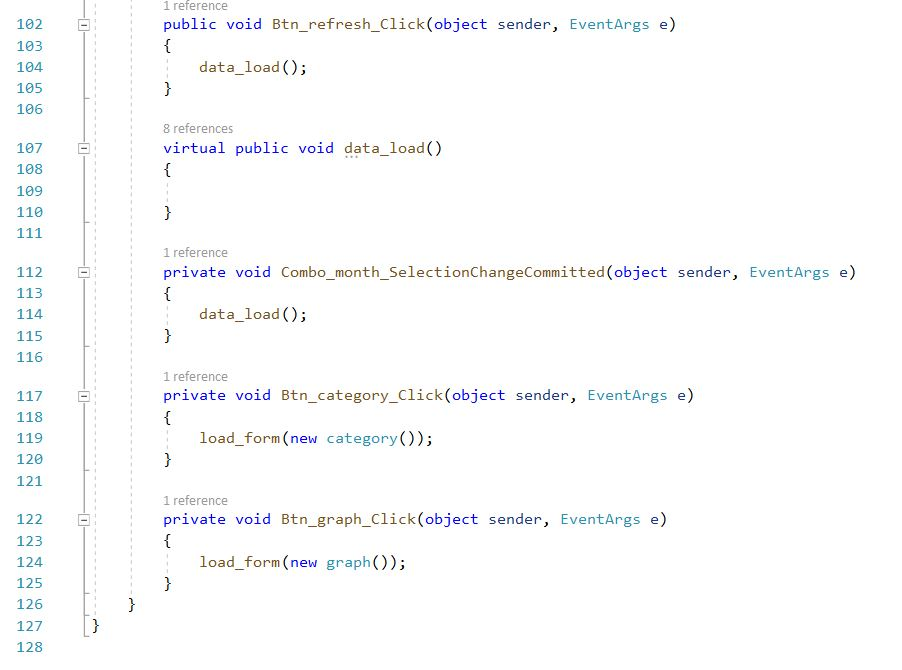 1 reference
102 public void Btn_refresh_Click(object sender, EventArgs e)
103 {
104 data_load();
105 }
106
8 references
107 virtual public void data_load()
108 {
109
110 }
111
1 reference
112 private void Combo_month_SelectionChangeCommitted(object sender, EventArgs e)
113 {
114 data_load();
115 }
116
1 reference
117 private void Btn_category_Click(object sender, EventArgs e)
118 {
119 load_form(new category());
120 }
121
1 reference
122 private void Btn_graph_Click(object sender, EventArgs e)
123 {
124 load_form(new graph());
125 }
126 }
127 }
128